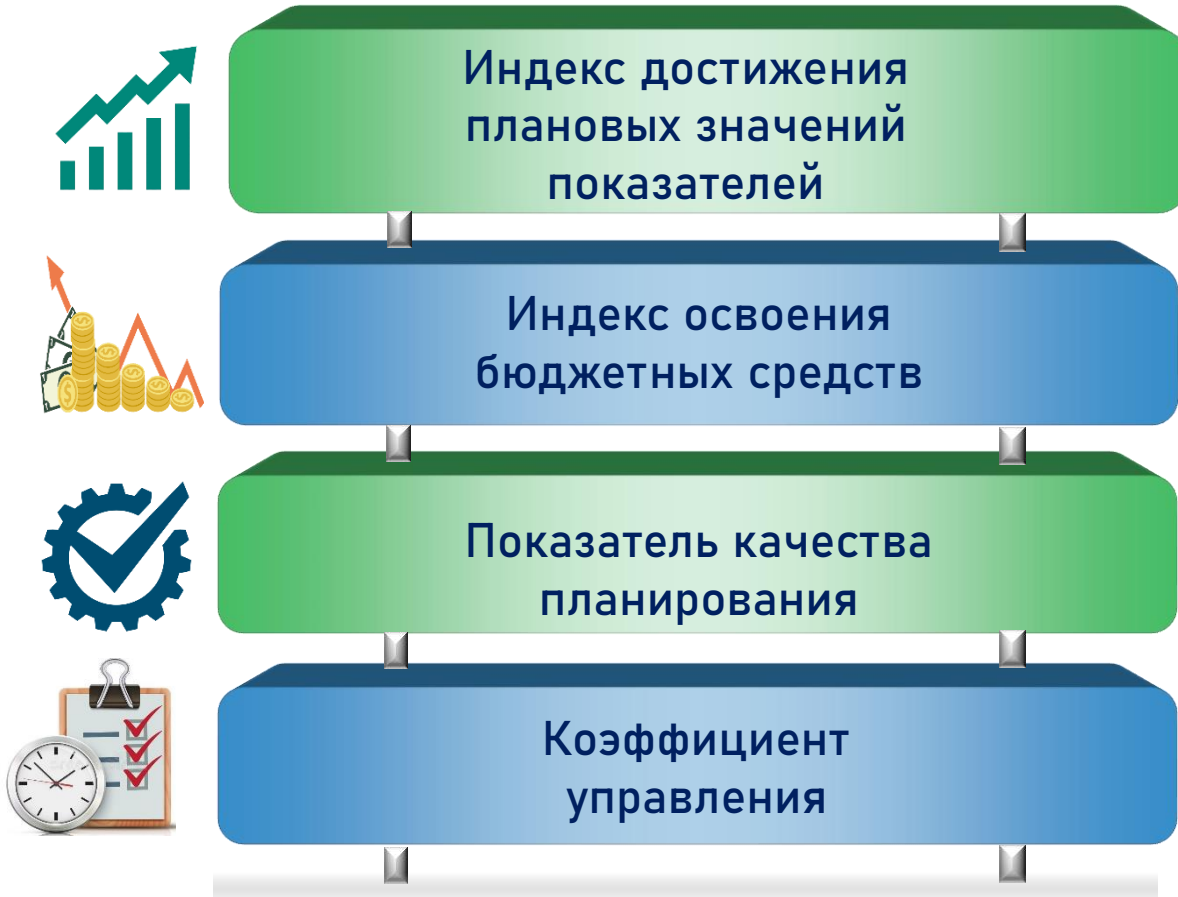 Индекс достижения
плановых значений
показателей
Индекс освоения
бюджетных средств
Показатель качества
планирования
Коэффициент
управления